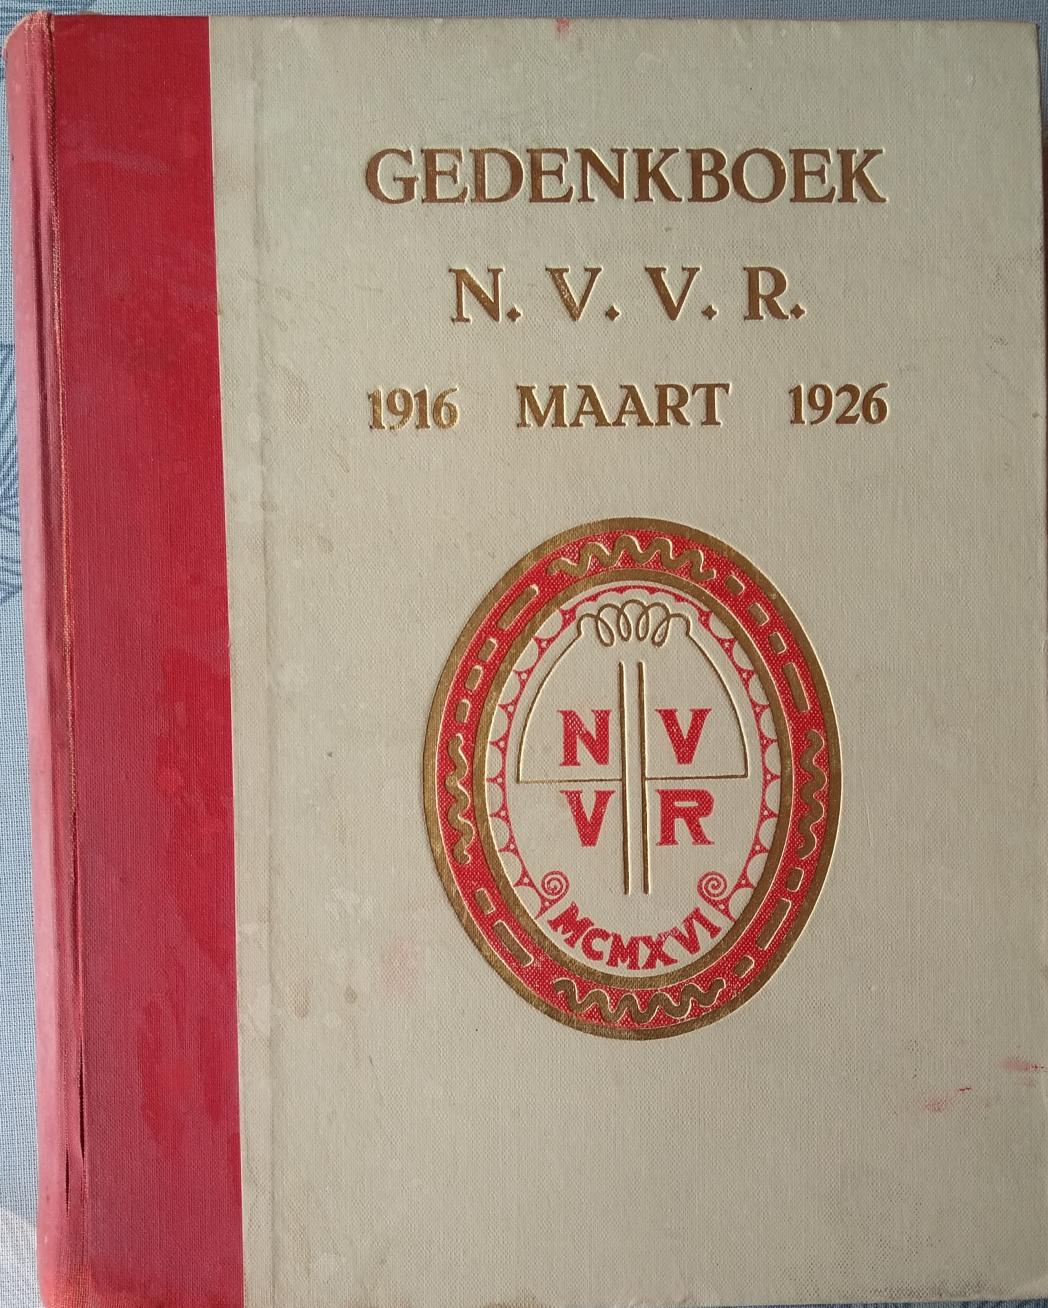 GEDENKBOEK
N. V. V. R.
1916 MAART 1926
N V
V R
MCMXVI